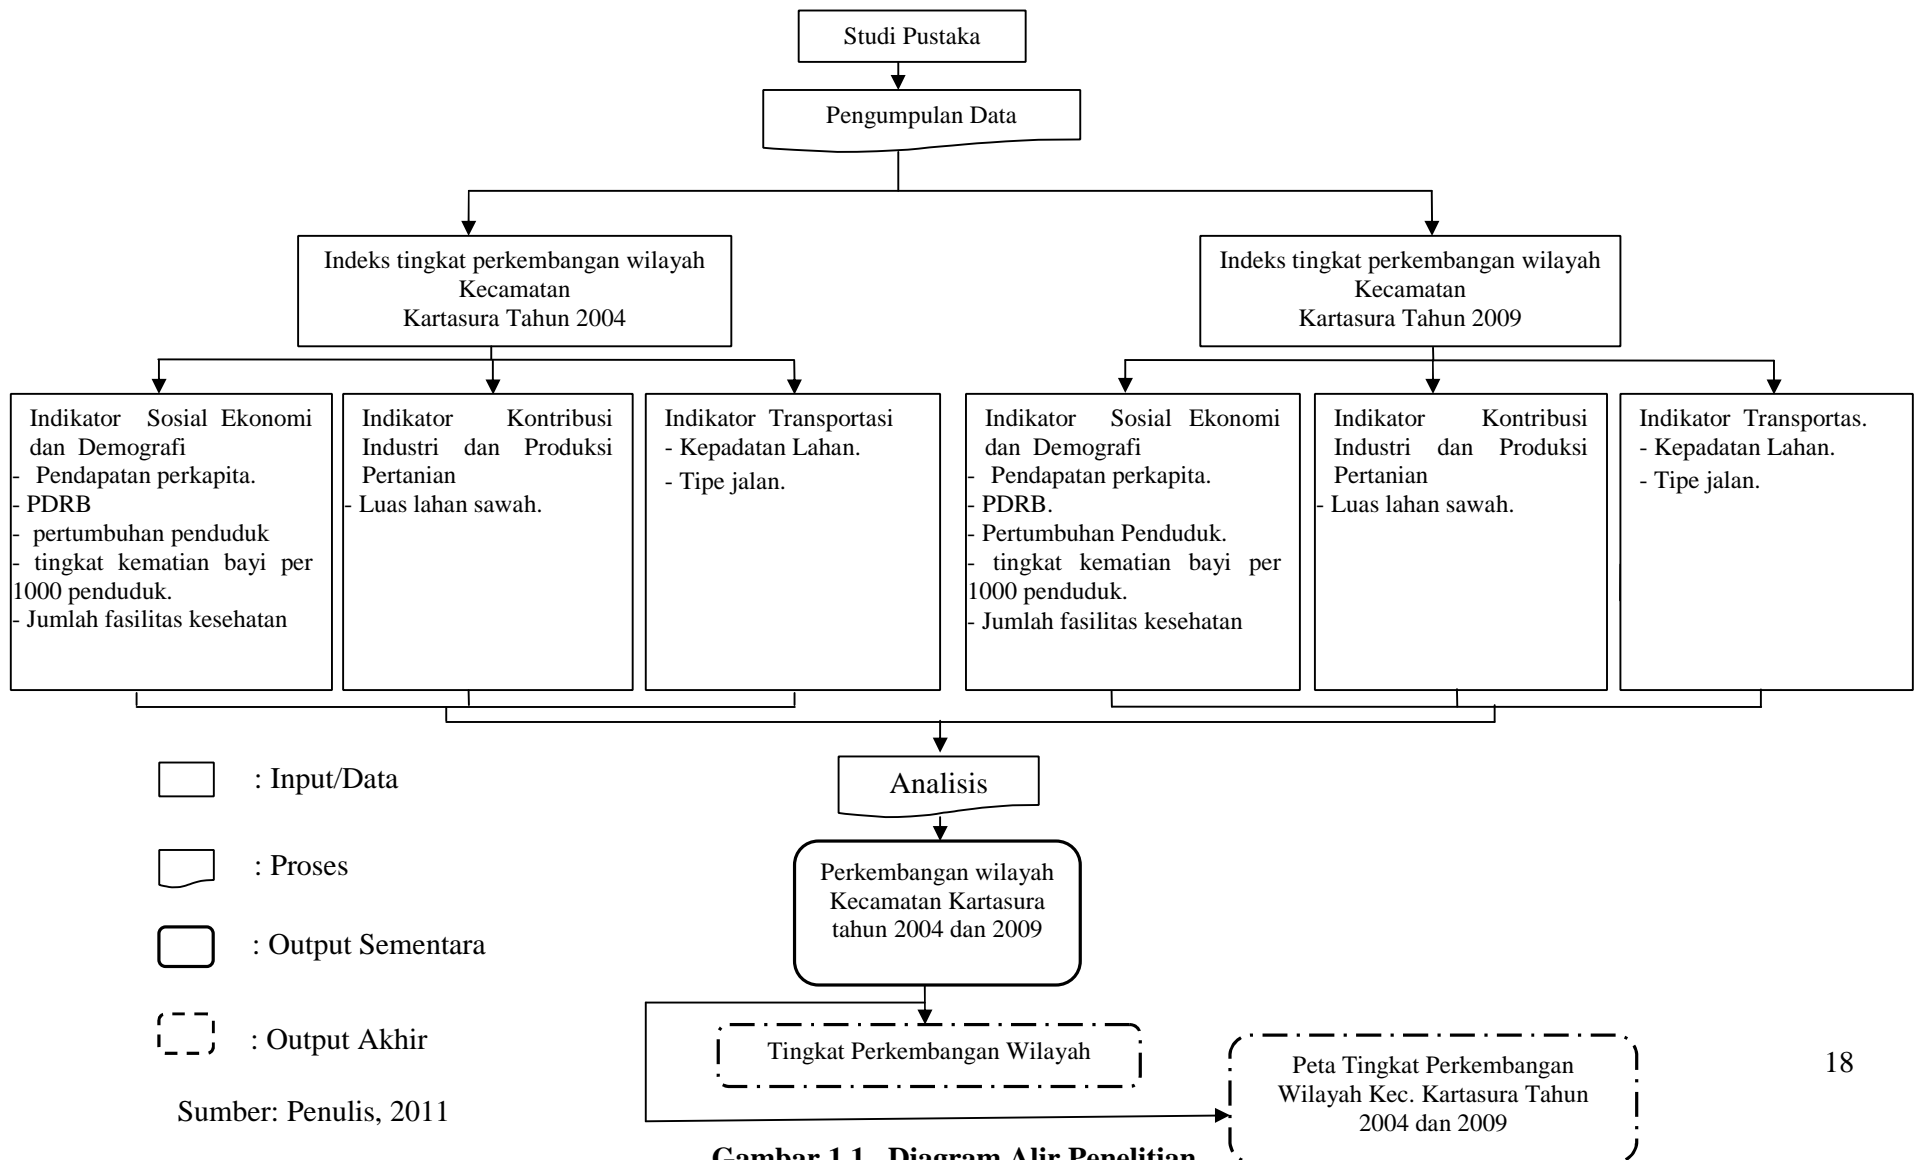 Studi Pustaka
Pengumpulan Data
Indeks tingkat perkembangan wilayah
Kecamatan
Kartasura Tahun 2004
Indeks tingkat perkembangan wilayah
Kecamatan
Kartasura Tahun 2009
Indikator Sosial Ekonomi
dan Demografi
- Pendapatan perkapita.
- PDRB
- pertumbuhan penduduk
- tingkat kematian bayi per
1000 penduduk.
- Jumlah fasilitas kesehatan
Indikator Kontribusi
Industri dan Produksi
Pertanian
- Luas lahan sawah.
Indikator Transportasi
- Kepadatan Lahan.
- Tipe jalan.
Indikator Sosial Ekonomi
dan Demografi
- Pendapatan perkapita.
- PDRB.
- Pertumbuhan Penduduk.
- tingkat kematian bayi per
1000 penduduk.
- Jumlah fasilitas kesehatan
Indikator Kontribusi
Industri dan Produksi
Pertanian
- Luas lahan sawah.
Indikator Transportas.
- Kepadatan Lahan.
- Tipe jalan.
Analisis
Perkembangan wilayah
Kecamatan Kartasura
tahun 2004 dan 2009
Tingkat Perkembangan Wilayah
Peta Tingkat Perkembangan
Wilayah Kec. Kartasura Tahun
2004 dan 2009
: Input/Data
: Proses
: Output Sementara
: Output Akhir
Sumber: Penulis, 2011
18
Gambar 1.1. Diagram Alir Penelitian